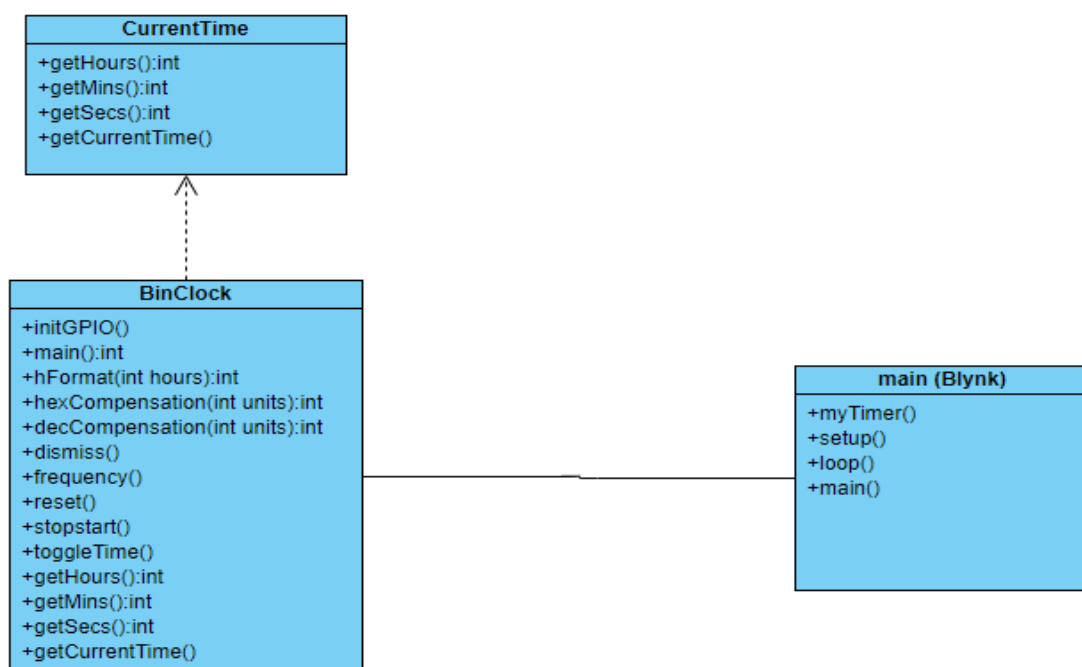 CurrentTime
+getHours():int
+getMins():int
+getSecs():int
+getCurrentTime()
BinClock
+initGPIO()
+main():int
+hFormat(int hours):int
+hexCompensation(int units):int
+decCompensation(int units):int
+dismiss()
+frequency()
+reset()
+stopstart()
+toggleTime()
+getHours():int
+getMins():int
+getSecs():int
+getCurrentTime()
main (Blynk)
+myTimer()
+setup()
+loop()
+main()